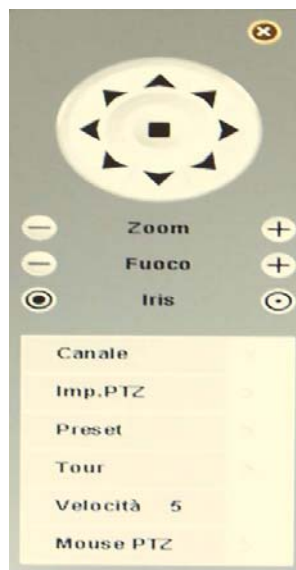 Zoom
Fuoco
Iris
Canale
Imp.PTZ
Preset
Tour
Velocità 5
Mouse PTZ